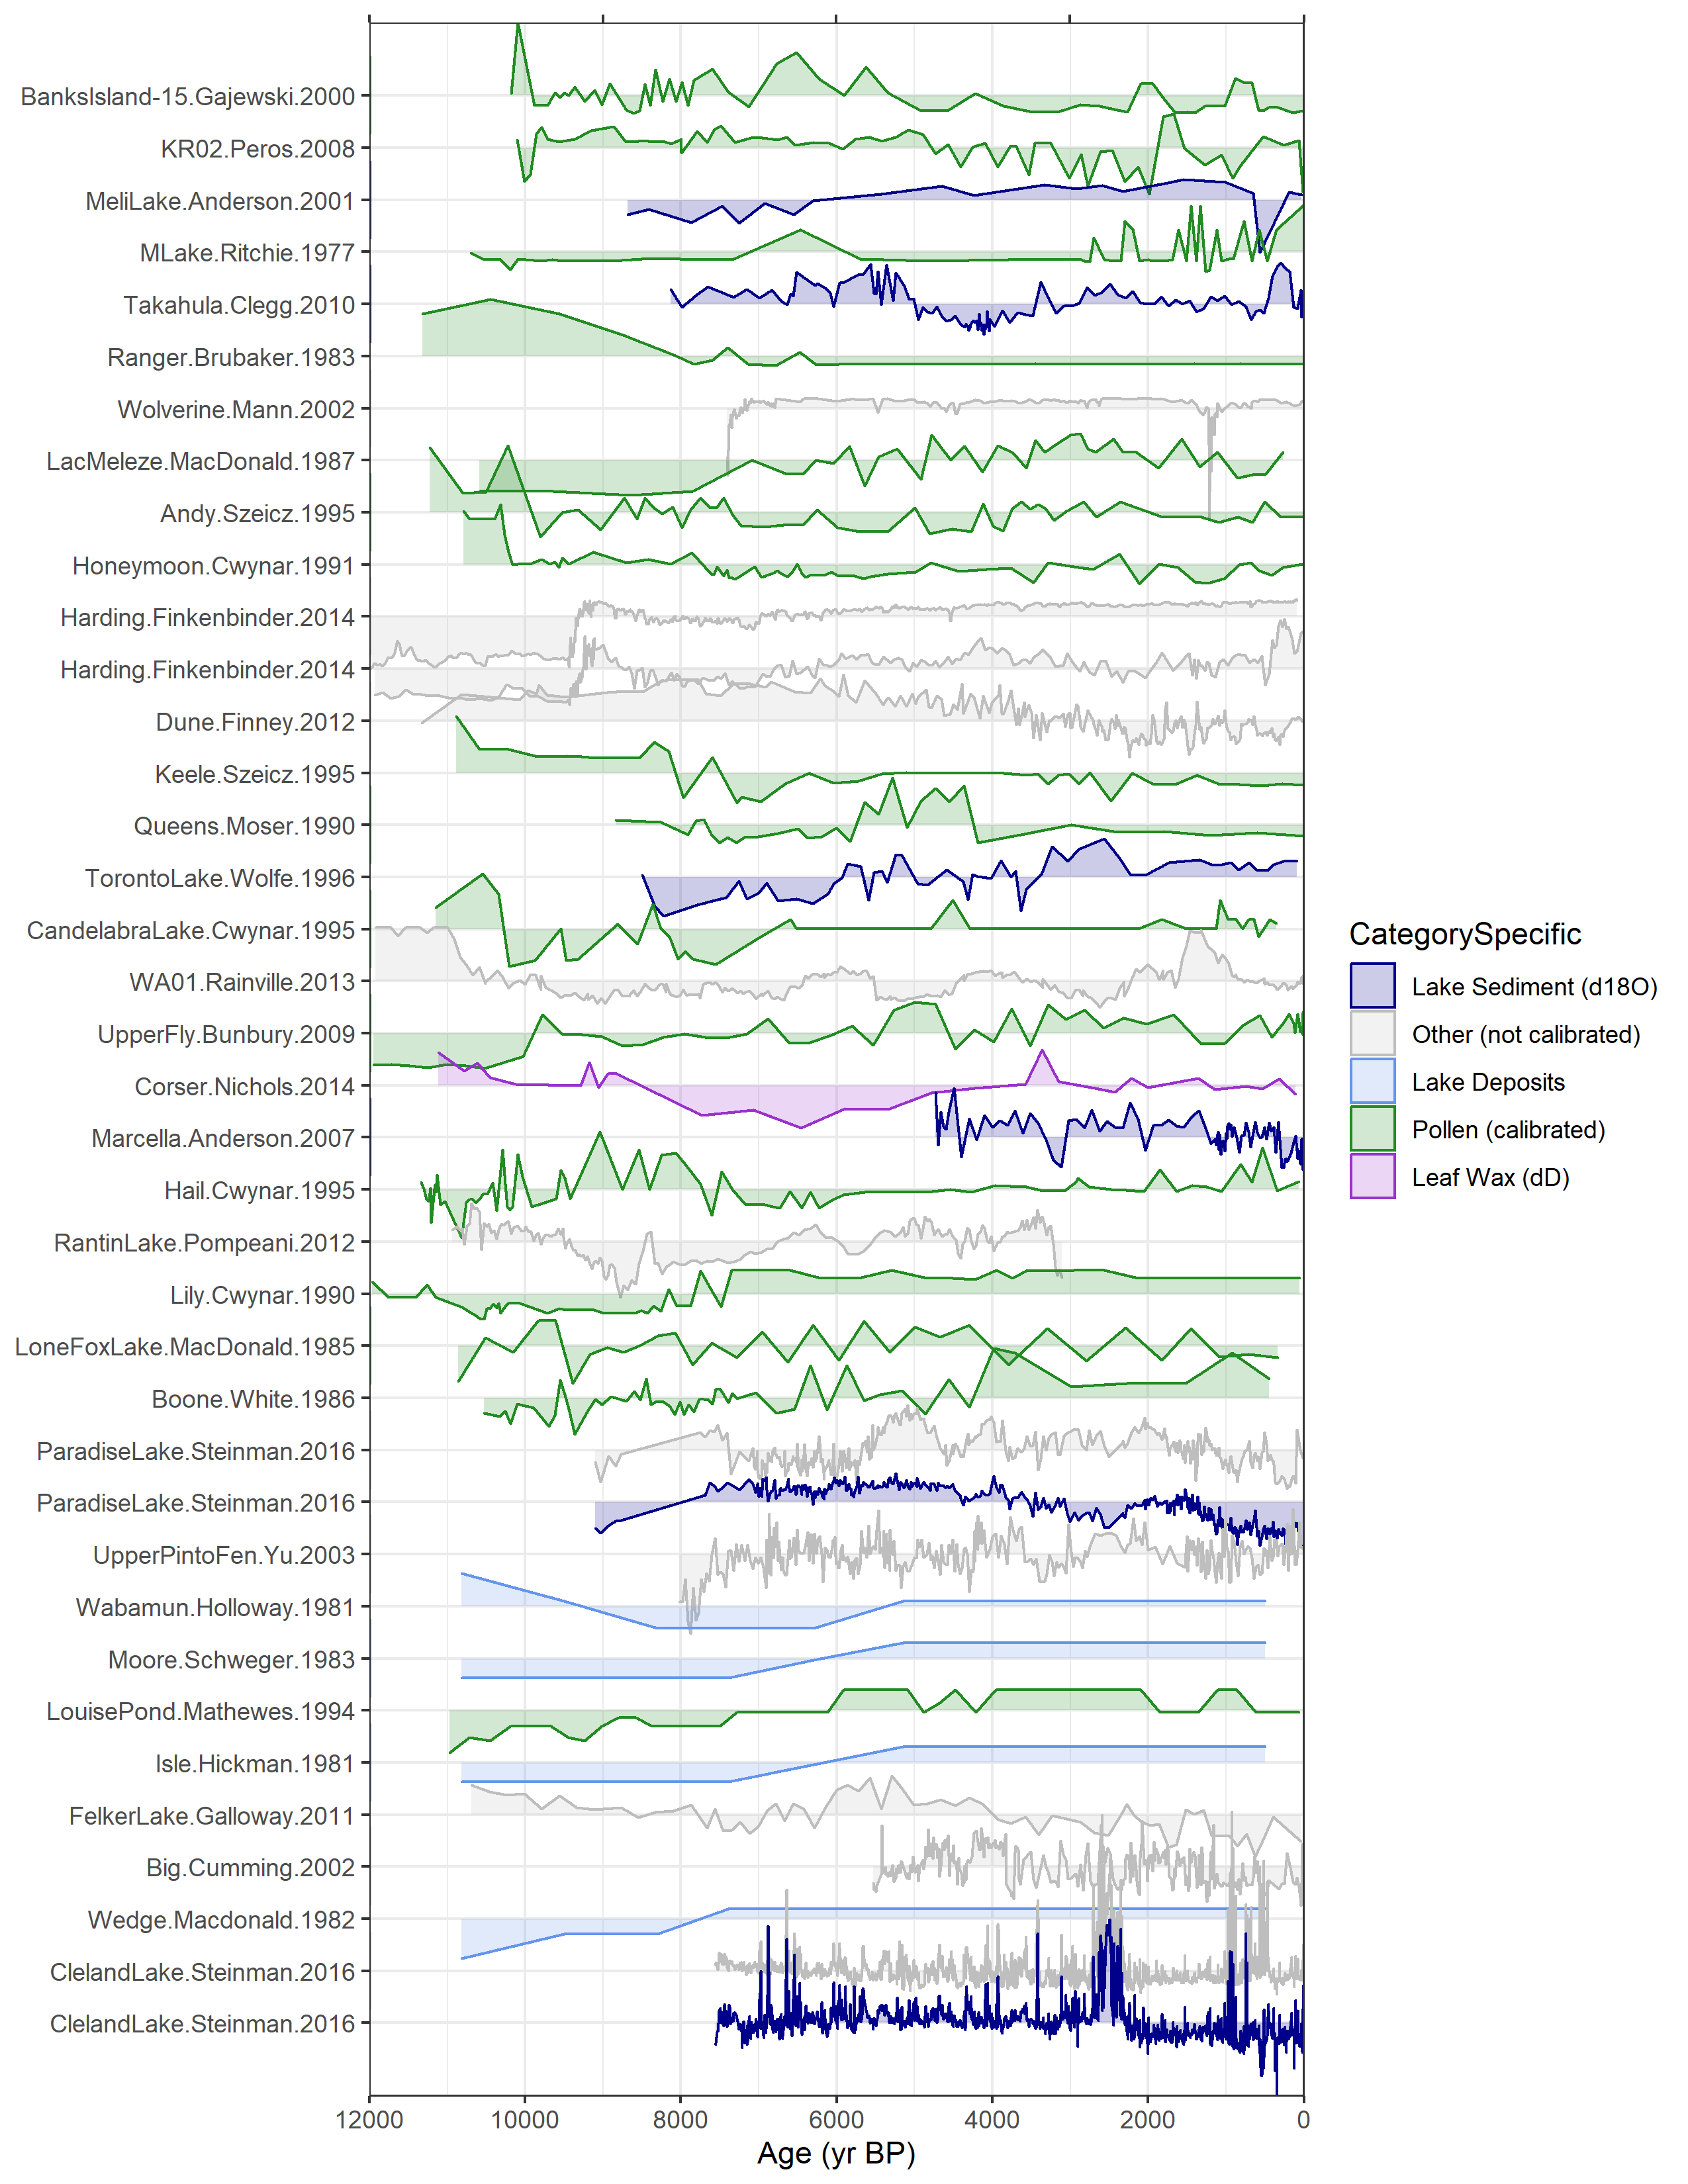 BanksIsland-15.Gajewski.2000
KR02.Peros.2008
MeliLake.Anderson.2001
MLake.Ritchie.1977
Takahula.Clegg.2010
Ranger.Brubaker.1983
Wolverine.Mann.2002
LacMeleze.MacDonald.1987
Andy.Szeicz.1995
Honeymoon.Cwynar.1991
Harding.Finkenbinder.2014
Harding.Finkenbinder.2014
Dune.Finney.2012
Keele.Szeicz.1995
Queens.Moser.1990
TorontoLake.Wolfe.1996
CandelabraLake.Cwynar.1995
WA01.Rainville.2013
UpperFly.Bunbury.2009
Corser.Nichols.2014
Marcella.Anderson.2007
Hail.Cwynar.1995
RantinLake.Pompeani.2012
Lily.Cwynar.1990
LoneFoxLake.MacDonald.1985
Boone.White.1986
ParadiseLake.Steinman.2016
ParadiseLake.Steinman.2016
UpperPintoFen.Yu.2003
Wabamun.Holloway.1981
Moore.Schweger.1983
LouisePond.Mathewes.1994
Isle.Hickman.1981
FelkerLake.Galloway.2011
Big.Cumming.2002
Wedge.Macdonald.1982
ClelandLake.Steinman.2016
ClelandLake.Steinman.2016
12000 10000 8000 6000 4000 2000 0
Age (yr BP)
CategorySpecific
Lake Sediment (d18O)
Other (not calibrated)
Lake Deposits
Pollen (calibrated)
Leaf Wax (dD)